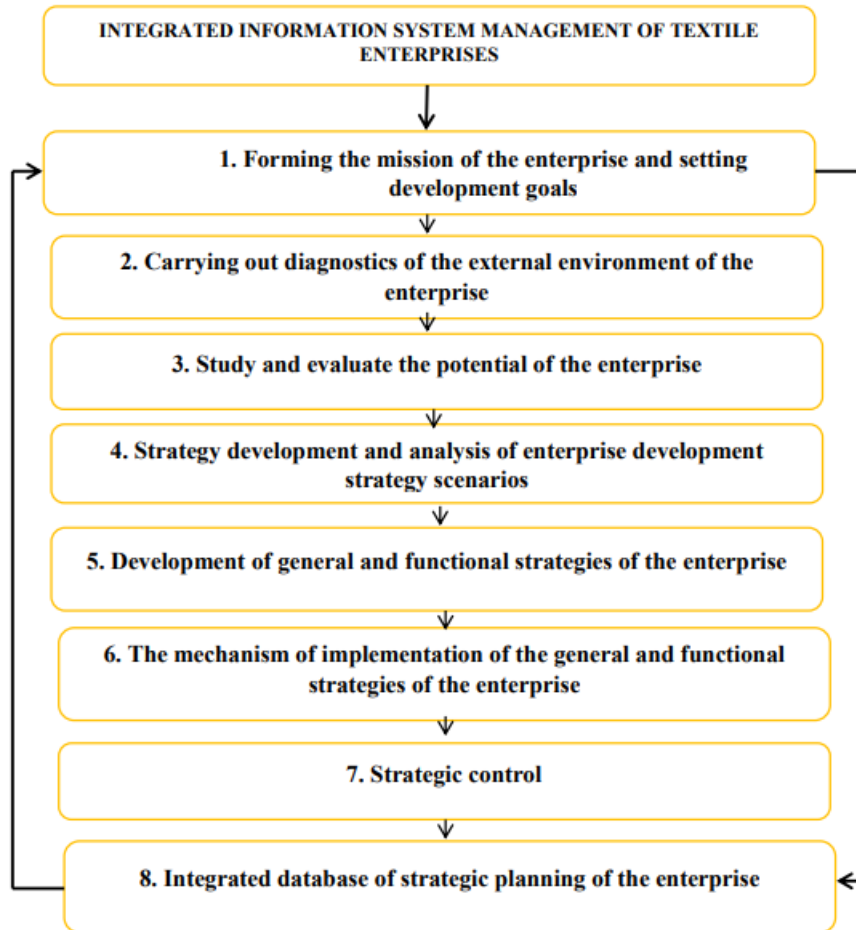 INTEGRATED INFORMATION SYSTEM MANAGEMENT OF TEXTILE
ENTERPRISES
1. Forming the mission of the enterprise and setting
development goals
2. Carrying out diagnostics of the external environment of the
enterprise
3. Study and evaluate the potential of the enterprise
4. Strategy development and analysis of enterprise development
strategy scenarios
5. Development of general and functional strategies of the enterprise
6. The mechanism of implementation of the general and functional
strategies of the enterprise
7. Strategic control
8. Integrated database of strategic planning of the enterprise